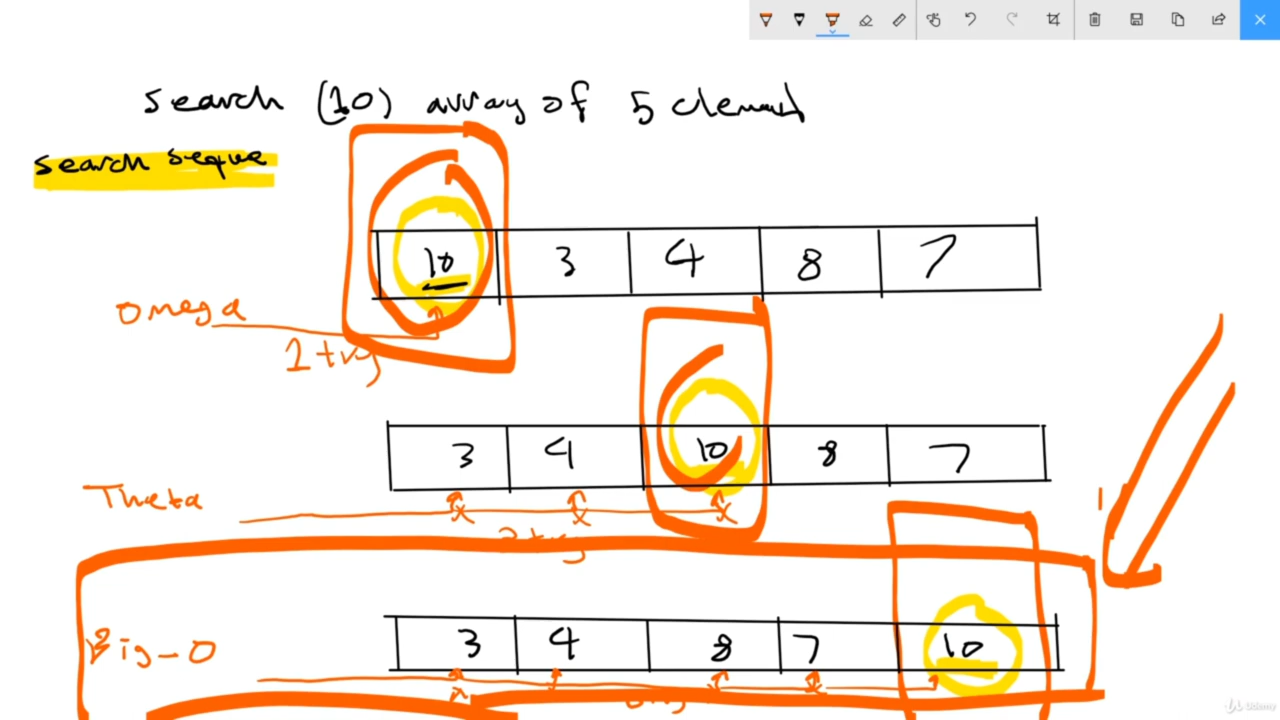 search (10) array of 5 element
search seque
10 3 4 8 7
omega
1 try
3 4 10 8 7
Theta
Big-O
3 4 8 7 10
Udemy